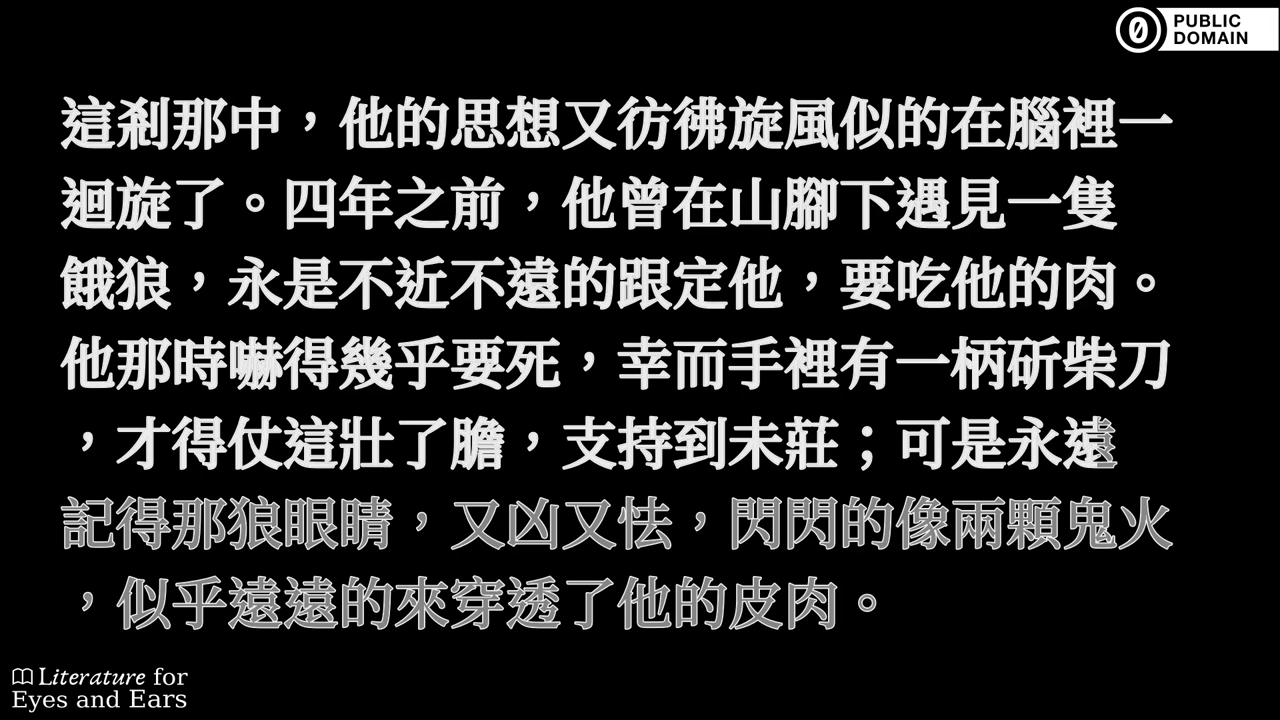 PUBLIC
DOMAIN
這剎那中，他的思想又彷彿旋風似的在腦裡一
迴旋了。四年之前，他曾在山腳下遇見一隻
餓狼，永是不近不遠的跟定他，要吃他的肉。
他那時嚇得幾乎要死，幸而手裡有一柄斫柴刀
，才得仗這壯了膽，支持到未莊；可是永遠
記得那狼眼睛，又凶又怯，閃閃的像兩顆鬼火
，似乎遠遠的來穿透了他的皮肉。
Literature for
Eyes and Ears